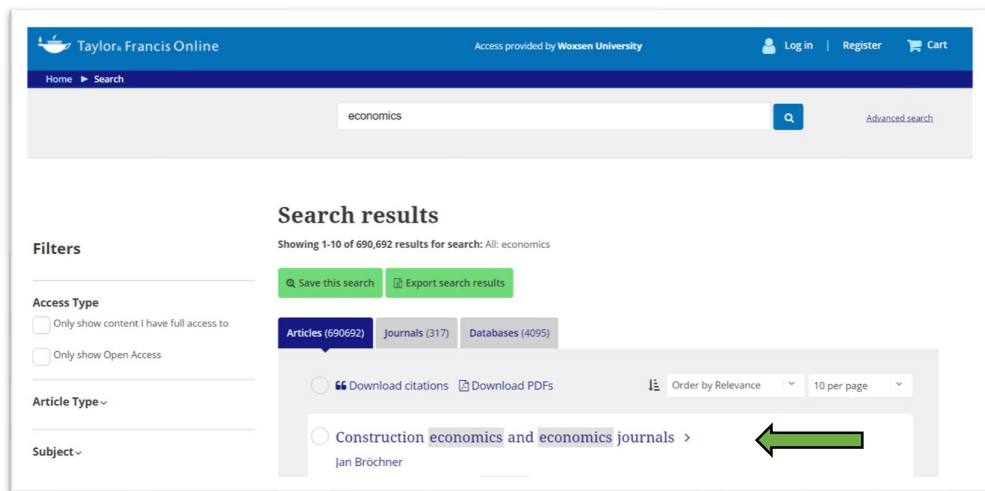 Taylor & Francis Online
Access provided by Woxsen University
Log in | Register
Cart
Home ► Search
economics
Advanced search
Search results
Showing 1-10 of 690,692 results for search: All: economics
Filters
Save this search
Export search results
Access Type
Only show content I have full access to
Only show Open Access
Articles (690692)
Journals (317)
Databases (4095)
Download citations
Download PDFs
Order by Relevance
10 per page
Article Type
Construction economics and economics journals >
Jan Bröchner
Subject